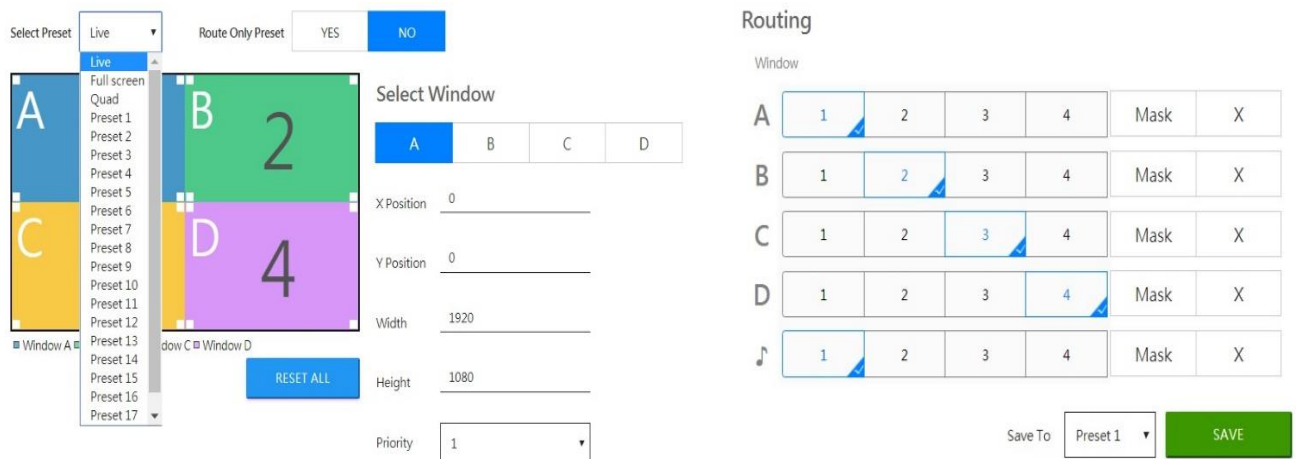 Select Preset Live Route Only Preset YES NO
Live
Full screen
Quad
Preset 1
Preset 2
Preset 3
Preset 4
Preset 5
Preset 6
Preset 7
Preset 8
Preset 9
Preset 10
Preset 11
Preset 12
Preset 13
Preset 14
Preset 15
Preset 16
Preset 17
A B 2
C D 4
Window A dow C Window D
RESET ALL
Select Window
A B C D
X Position 0
Y Position 0
Width 1920
Height 1080
Priority 1
Routing
Window
A 1 2 3 4 Mask X
B 1 2 3 4 Mask X
C 1 2 3 4 Mask X
D 1 2 3 4 Mask X
♪ 1 2 3 4 Mask X
Save To Preset 1 SAVE